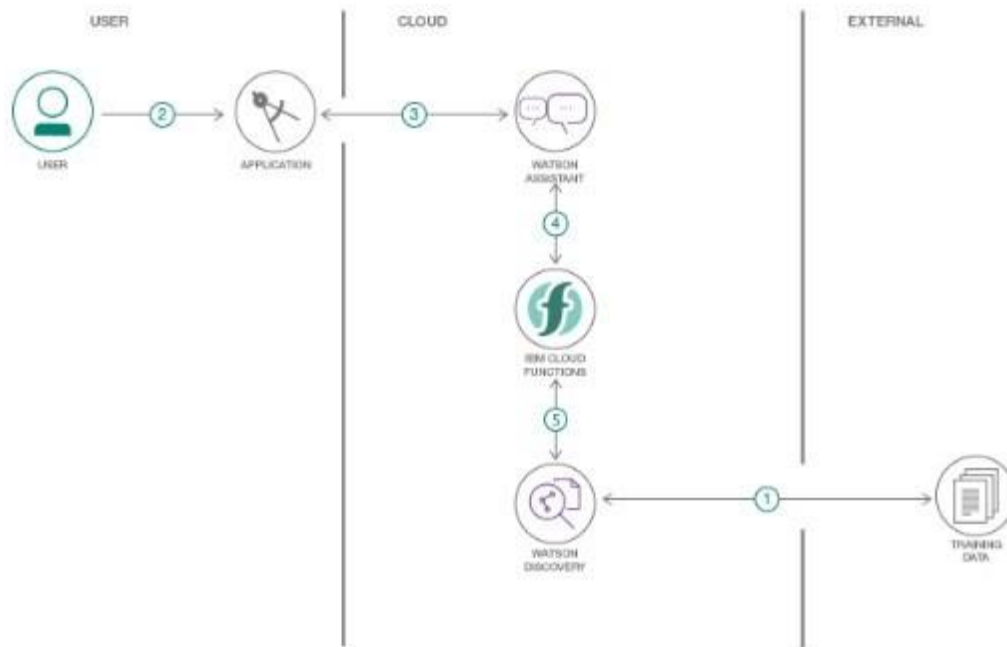 USER
CLOUD
EXTERNAL
2
3
USER
APPLICATION
WATSON
ASSISTANT
4
IBM CLOUD
FUNCTIONS
5
1
WATSON
DISCOVERY
TRAINING
DATA